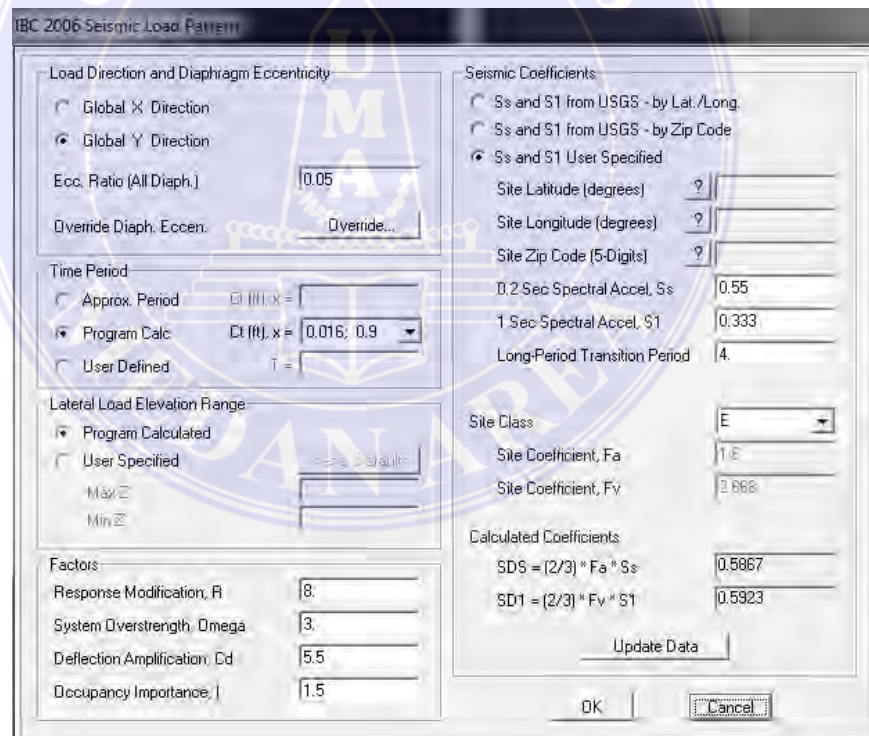 IBC 2006 Seismic Load Pattern
Load Direction and Diaphragm Eccentricity
Global X Direction
Global Y Direction
Ecc. Ratio (All Diaph.) 0.05
Override Diaph. Eccen. Override...
Time Period
Approx. Period Ct (ft), x =
Program Calc Ct (ft), x = 0.016; 0.9
User Defined T =
Lateral Load Elevation Range
Program Calculated
User Specified Reset Defaults
Max Z
Min Z
Factors
Response Modification, R 8.
System Overstrength, Omega 3.
Deflection Amplification, Cd 5.5
Occupancy Importance, I 1.5
Seismic Coefficients
Ss and S1 from USGS - by Lat./Long.
Ss and S1 from USGS - by Zip Code
Ss and S1 User Specified
Site Latitude (degrees) ?
Site Longitude (degrees) ?
Site Zip Code (5-Digits) ?
0.2 Sec Spectral Accel, Ss 0.55
1 Sec Spectral Accel, S1 0.333
Long-Period Transition Period 4.
Site Class E
Site Coefficient, Fa 1.6
Site Coefficient, Fv 2.668
Calculated Coefficients
SDS = (2/3) * Fa * Ss 0.5867
SD1 = (2/3) * Fv * S1 0.5923
Update Data
OK Cancel
UMA
DAN AREA